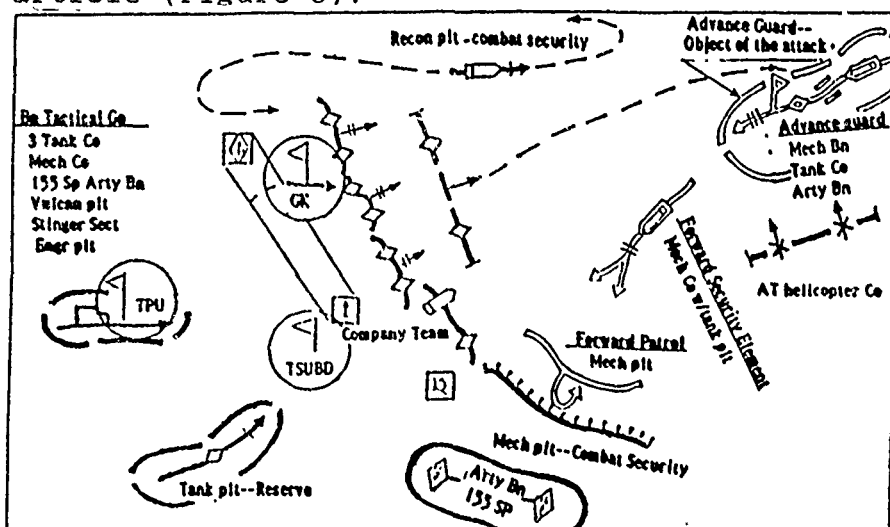 article (Figure 8).
Recon plt-combat security
Advance Guard--
Object of the attack
Bn Tactical Gp
3 Tank Co
Mech Co
155 Sp Arty Bn
Vulcan plt
Stinger Sect
Engr plt
Advance guard
Mech Bn
Tank Co
Arty Bn
GK
Forward Security Element
Mech Co w/tank plt
AT helicopter Co
TPU
Company Team
TSUBD
Forward Patrol
Mech plt
Mech plt--Combat Security
Tank plt--Reserve
Arty Bn
155 SP